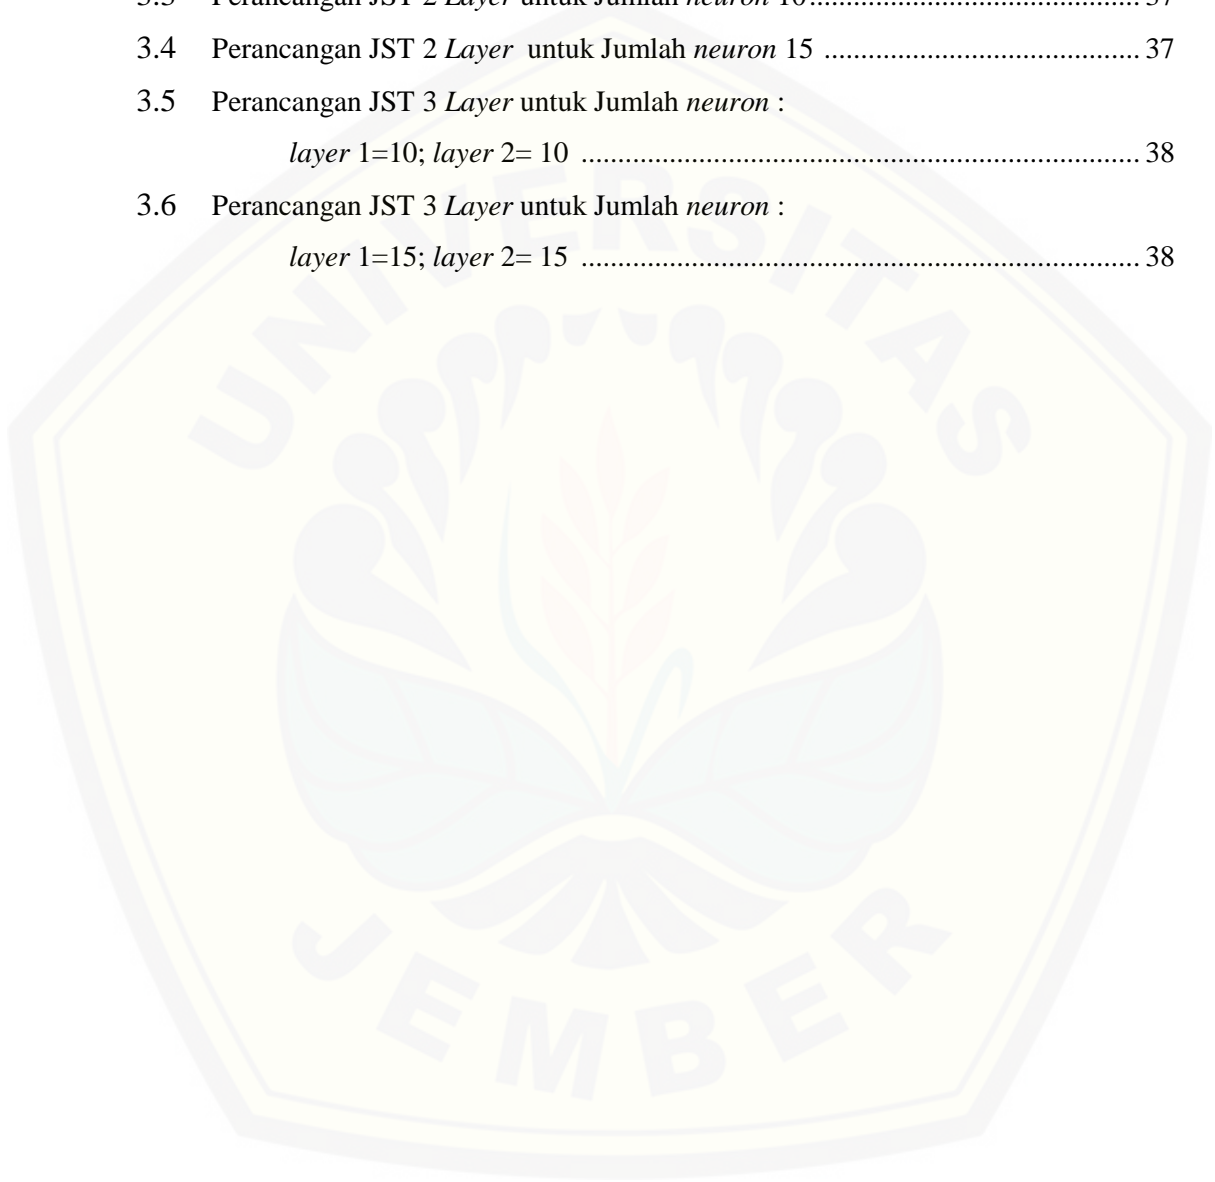 3.3 Perancangan JST 2 Layer untuk Jumlah neuron 10........................................ 37
3.4 Perancangan JST 2 Layer untuk Jumlah neuron 15 ........................................ 37
3.5 Perancangan JST 3 Layer untuk Jumlah neuron :
layer 1=10; layer 2= 10 ........................................ 38
3.6 Perancangan JST 3 Layer untuk Jumlah neuron :
layer 1=15; layer 2= 15 ........................................ 38
UNIVERSITAS
JEMBER